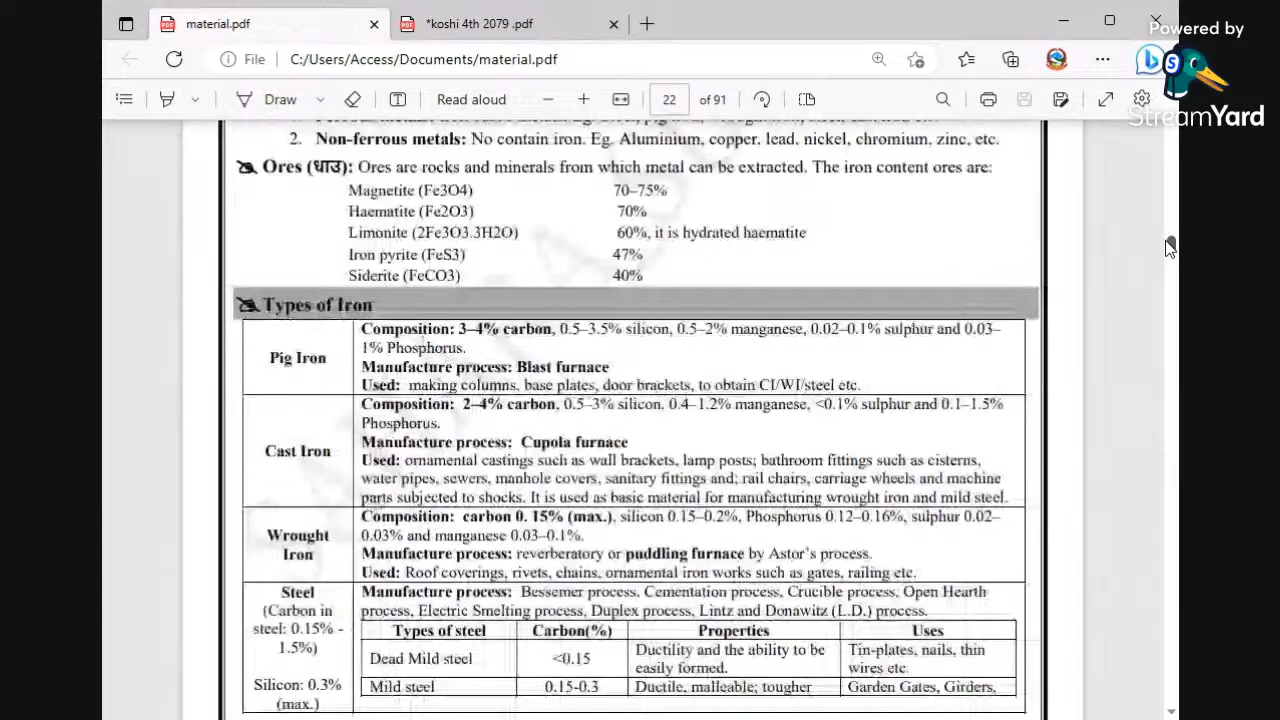 material.pdf
*koshi 4th 2079 .pdf
Powered by
StreamYard
File
C:/Users/Access/Documents/material.pdf
Draw
Read aloud
22
of 91
2. Non-ferrous metals: No contain iron. Eg. Aluminium, copper, lead, nickel, chromium, zinc, etc.
Ores (धाउ): Ores are rocks and minerals from which metal can be extracted. The iron content ores are:
Magnetite (Fe3O4) 70–75%
Haematite (Fe2O3) 70%
Limonite (2Fe3O3.3H2O) 60%, it is hydrated haematite
Iron pyrite (FeS3) 47%
Siderite (FeCO3) 40%
Types of Iron
Pig Iron
Composition: 3–4% carbon, 0.5–3.5% silicon, 0.5–2% manganese, 0.02–0.1% sulphur and 0.03–
1% Phosphorus.
Manufacture process: Blast furnace
Used: making columns, base plates, door brackets, to obtain CI/WI/steel etc.
Cast Iron
Composition: 2–4% carbon, 0.5–3% silicon, 0.4–1.2% manganese, <0.1% sulphur and 0.1–1.5%
Phosphorus.
Manufacture process: Cupola furnace
Used: ornamental castings such as wall brackets, lamp posts; bathroom fittings such as cisterns,
water pipes, sewers, manhole covers, sanitary fittings and; rail chairs, carriage wheels and machine
parts subjected to shocks. It is used as basic material for manufacturing wrought iron and mild steel.
Wrought
Iron
Composition: carbon 0. 15% (max.), silicon 0.15–0.2%, Phosphorus 0.12–0.16%, sulphur 0.02–
0.03% and manganese 0.03–0.1%.
Manufacture process: reverberatory or puddling furnace by Astor’s process.
Used: Roof coverings, rivets, chains, ornamental iron works such as gates, railing etc.
Steel
(Carbon in
steel: 0.15% -
1.5%)
Silicon: 0.3%
(max.)
Manufacture process: Bessemer process, Cementation process, Crucible process, Open Hearth
process, Electric Smelting process, Duplex process, Lintz and Donawitz (L.D.) process.
Types of steel Carbon(%) Properties Uses
Dead Mild steel <0.15 Ductility and the ability to be easily formed. Tin-plates, nails, thin wires etc.
Mild steel 0.15-0.3 Ductile, malleable; tougher Garden Gates, Girders,